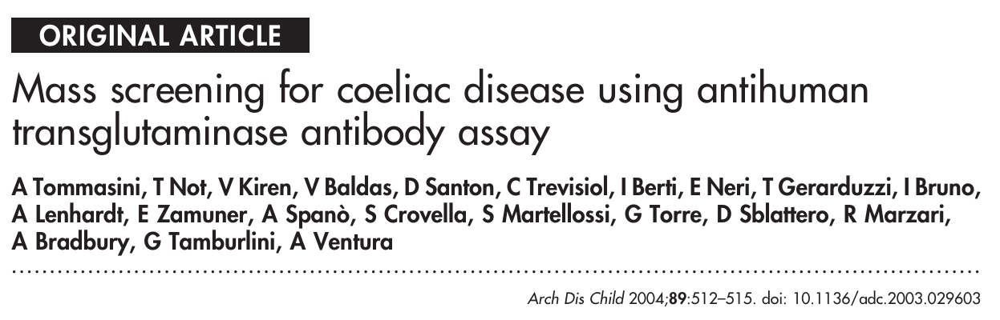 ORIGINAL ARTICLE
Mass screening for coeliac disease using antihuman
transglutaminase antibody assay
A Tommasini, T Not, V Kiren, V Baldas, D Santon, C Trevisiol, I Berti, E Neri, T Gerarduzzi, I Bruno,
A Lenhardt, E Zamuner, A Spanò, S Crovella, S Martellossi, G Torre, D Sblattero, R Marzari,
A Bradbury, G Tamburlini, A Ventura
Arch Dis Child 2004;89:512–515. doi: 10.1136/adc.2003.029603